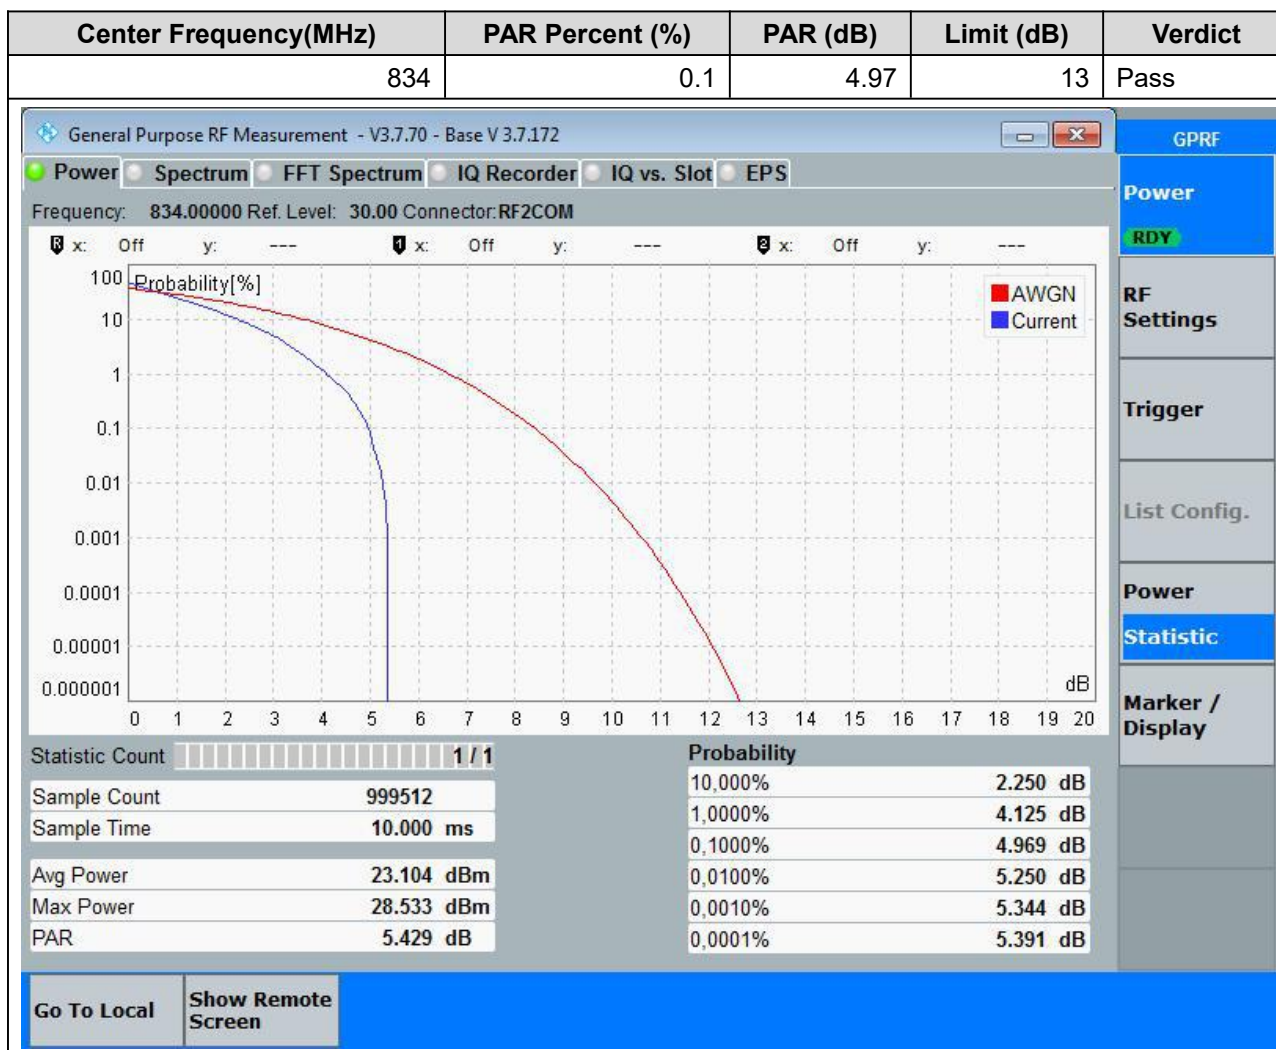 Center Frequency(MHz) PAR Percent (%) PAR (dB) Limit (dB) Verdict
834 0.1 4.97 13 Pass
General Purpose RF Measurement - V3.7.70 - Base V 3.7.172
GPRF
Power Spectrum FFT Spectrum IQ Recorder IQ vs. Slot EPS
Frequency: 834.00000 Ref. Level: 30.00 Connector:RF2COM
R x: Off y: --- 1 x: Off y: --- 2 x: Off y: ---
Probability[%]
AWGN
Current
100
10
1
0.1
0.01
0.001
0.0001
0.00001
0.000001
dB
0 1 2 3 4 5 6 7 8 9 10 11 12 13 14 15 16 17 18 19 20
Statistic Count 1 / 1
Sample Count 999512
Sample Time 10.000 ms
Avg Power 23.104 dBm
Max Power 28.533 dBm
PAR 5.429 dB
Probability
10,000% 2.250 dB
1,0000% 4.125 dB
0,1000% 4.969 dB
0,0100% 5.250 dB
0,0010% 5.344 dB
0,0001% 5.391 dB
Power
RDY
RF
Settings
Trigger
List Config.
Power
Statistic
Marker /
Display
Go To Local
Show Remote
Screen